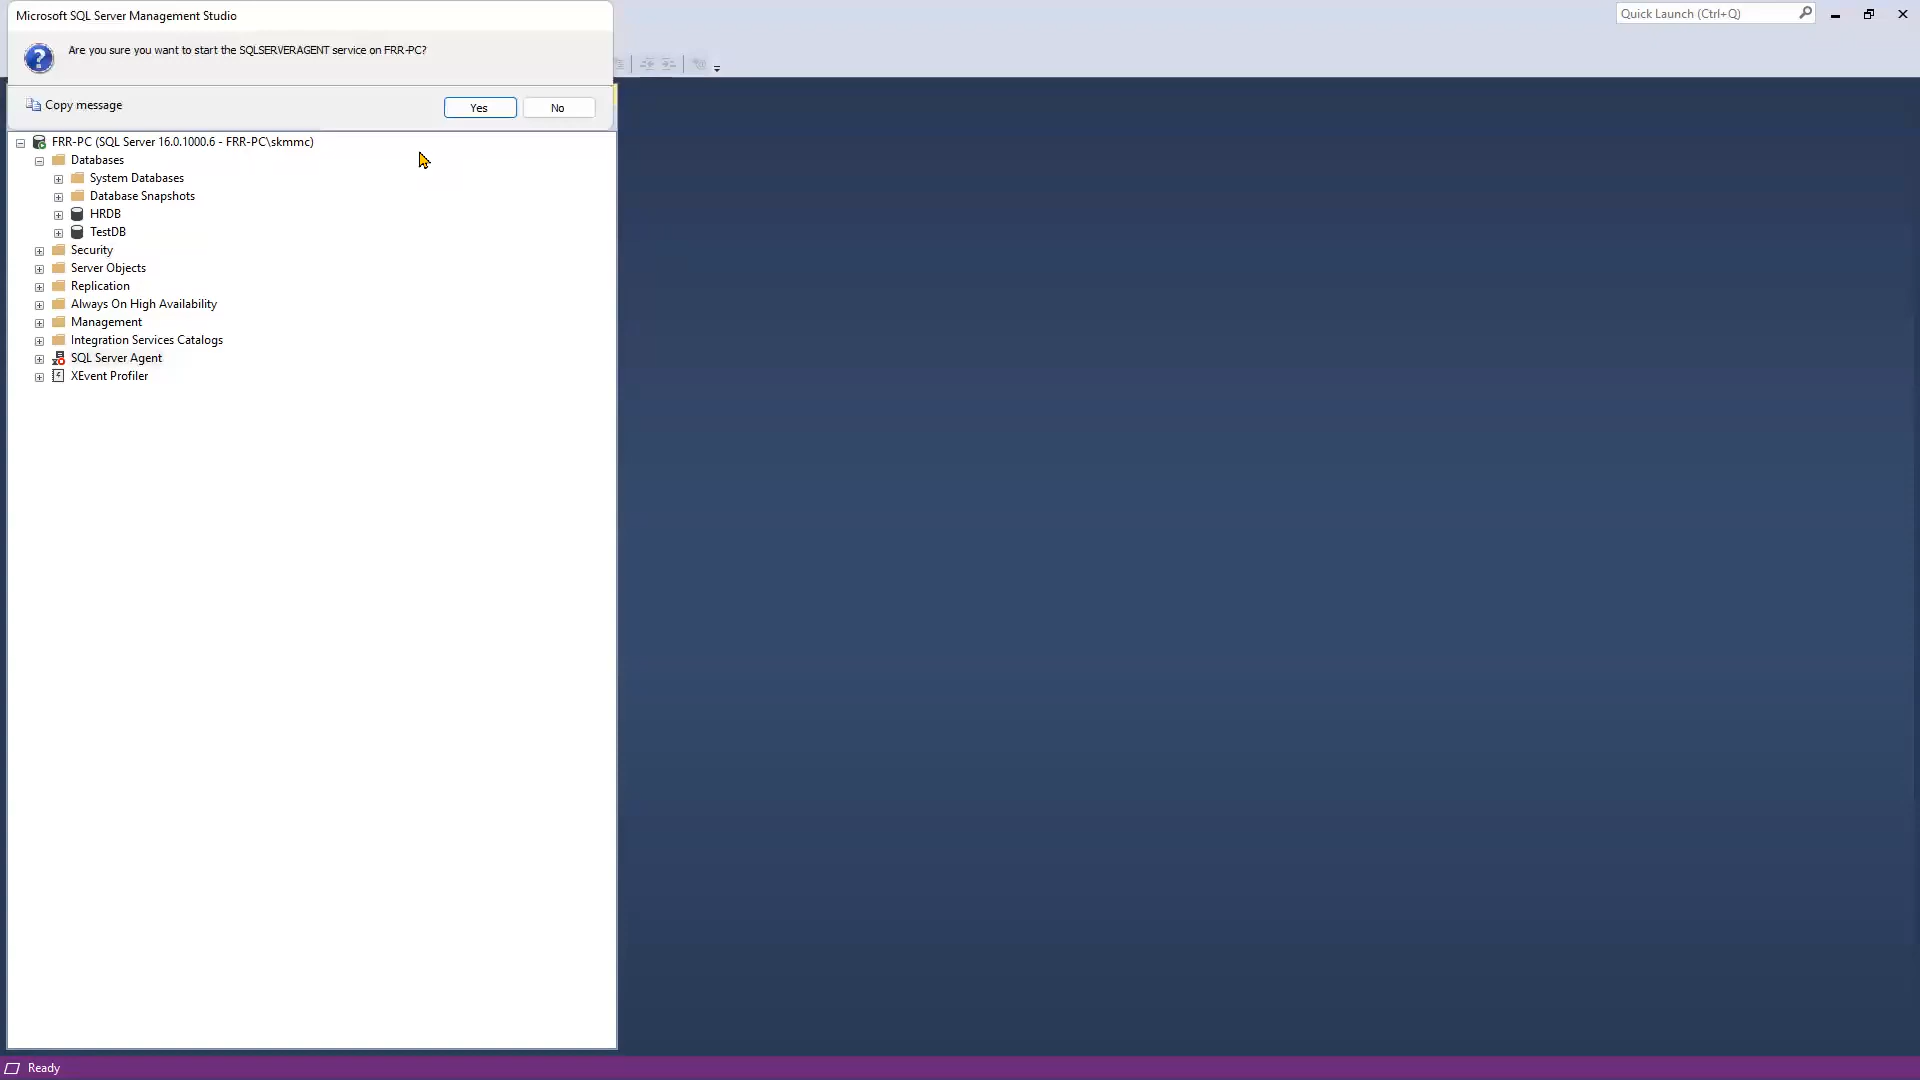 Microsoft SQL Server Management Studio
Quick Launch (Ctrl+Q)
Are you sure you want to start the SQLSERVERAGENT service on FRR-PC?
Copy message
Yes
No
FRR-PC (SQL Server 16.0.1000.6 - FRR-PC\skmmc)
Databases
System Databases
Database Snapshots
HRDB
TestDB
Security
Server Objects
Replication
Always On High Availability
Management
Integration Services Catalogs
SQL Server Agent
XEvent Profiler
Ready